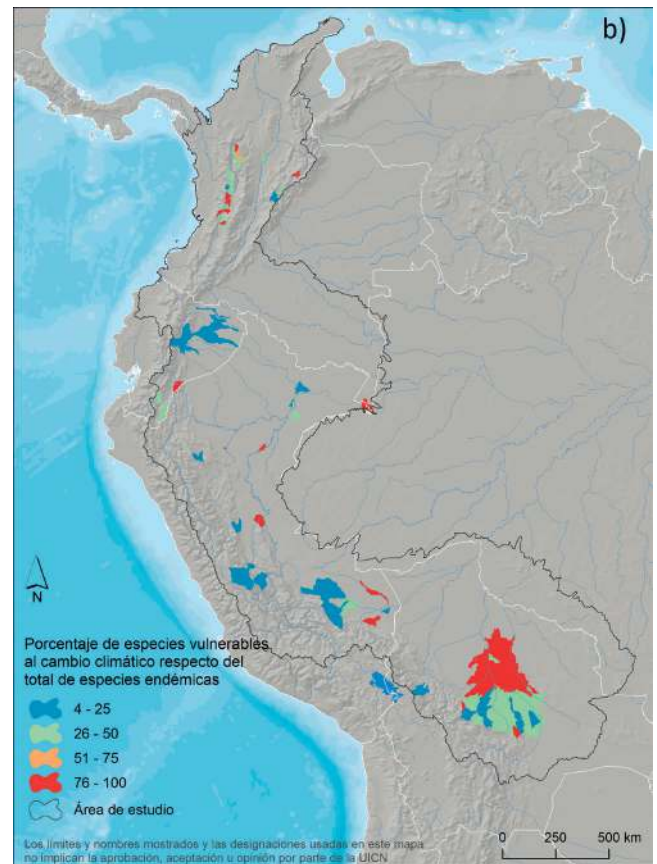 b)
N
Porcentaje de especies vulnerables
al cambio climático respecto del
total de especies endémicas
4 - 25
26 - 50
51 - 75
76 - 100
Área de estudio
0 250 500 km
Los límites y nombres mostrados y las designaciones usadas en este mapa
no implican la aprobación, aceptación u opinión por parte de la UICN